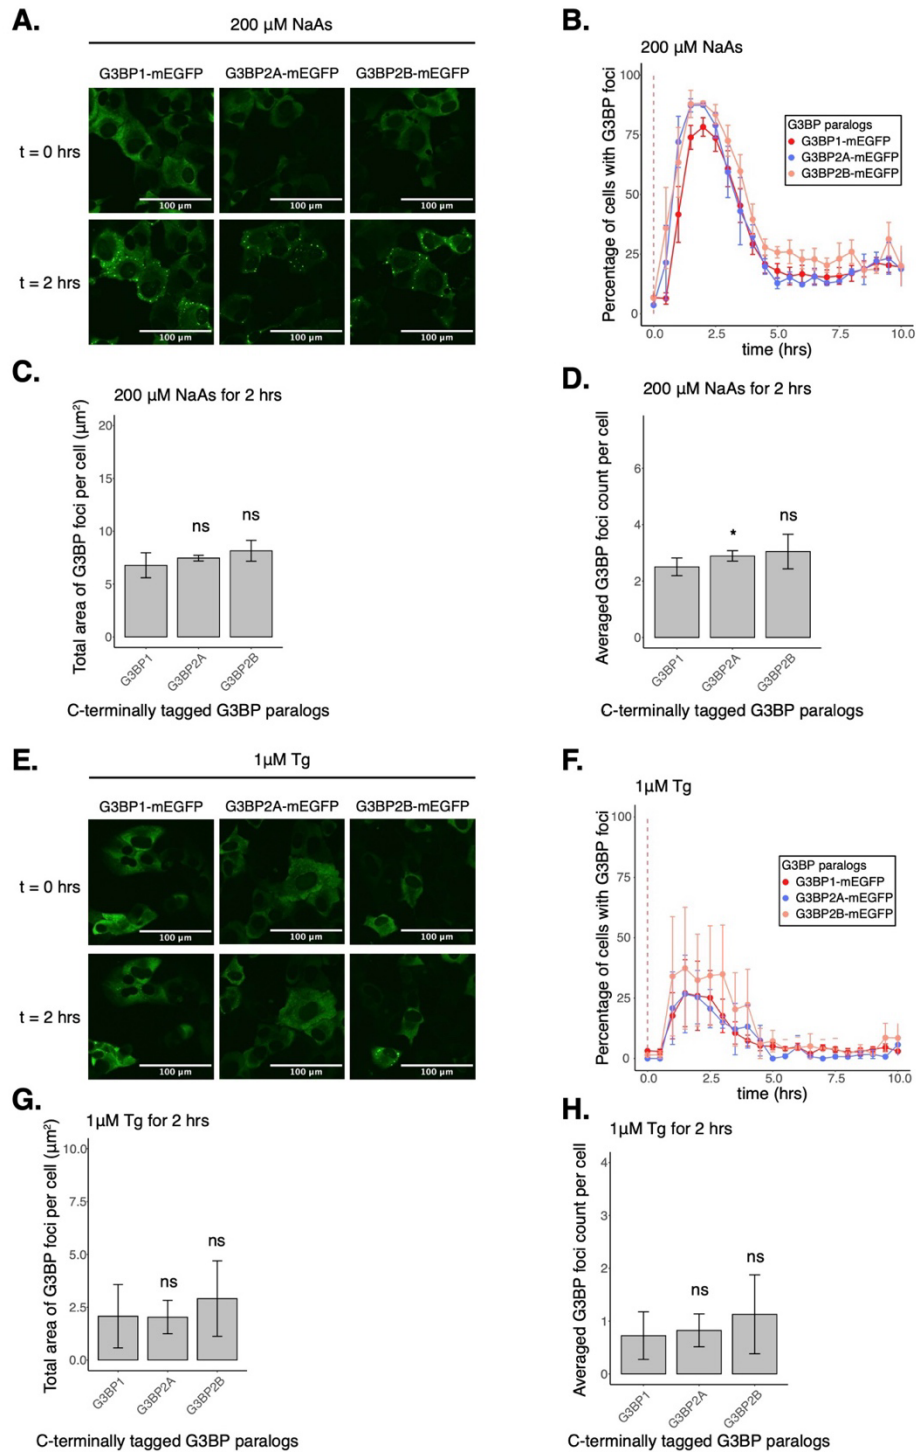 A.
200 µM NaAs
G3BP1-mEGFP G3BP2A-mEGFP G3BP2B-mEGFP
t = 0 hrs
100 µm 100 µm 100 µm
t = 2 hrs
100 µm 100 µm 100 µm
B.
200 µM NaAs
Percentage of cells with G3BP foci
100
75
50
25
0
0.0 2.5 5.0 7.5 10.0
time (hrs)
G3BP paralogs
G3BP1-mEGFP
G3BP2A-mEGFP
G3BP2B-mEGFP
C.
200 µM NaAs for 2 hrs
Total area of G3BP foci per cell (µm²)
20
15
10
5
0
ns ns
G3BP1 G3BP2A G3BP2B
C-terminally tagged G3BP paralogs
D.
200 µM NaAs for 2 hrs
Averaged G3BP foci count per cell
6
4
2
0
* ns
G3BP1 G3BP2A G3BP2B
C-terminally tagged G3BP paralogs
E.
1µM Tg
G3BP1-mEGFP G3BP2A-mEGFP G3BP2B-mEGFP
t = 0 hrs
100 µm 100 µm 100 µm
t = 2 hrs
100 µm 100 µm 100 µm
F.
1µM Tg
Percentage of cells with G3BP foci
100
75
50
25
0
0.0 2.5 5.0 7.5 10.0
time (hrs)
G3BP paralogs
G3BP1-mEGFP
G3BP2A-mEGFP
G3BP2B-mEGFP
G.
1µM Tg for 2 hrs
Total area of G3BP foci per cell (µm²)
10.0
7.5
5.0
2.5
0.0
ns ns
G3BP1 G3BP2A G3BP2B
C-terminally tagged G3BP paralogs
H.
1µM Tg for 2 hrs
Averaged G3BP foci count per cell
4
3
2
1
0
ns ns
G3BP1 G3BP2A G3BP2B
C-terminally tagged G3BP paralogs